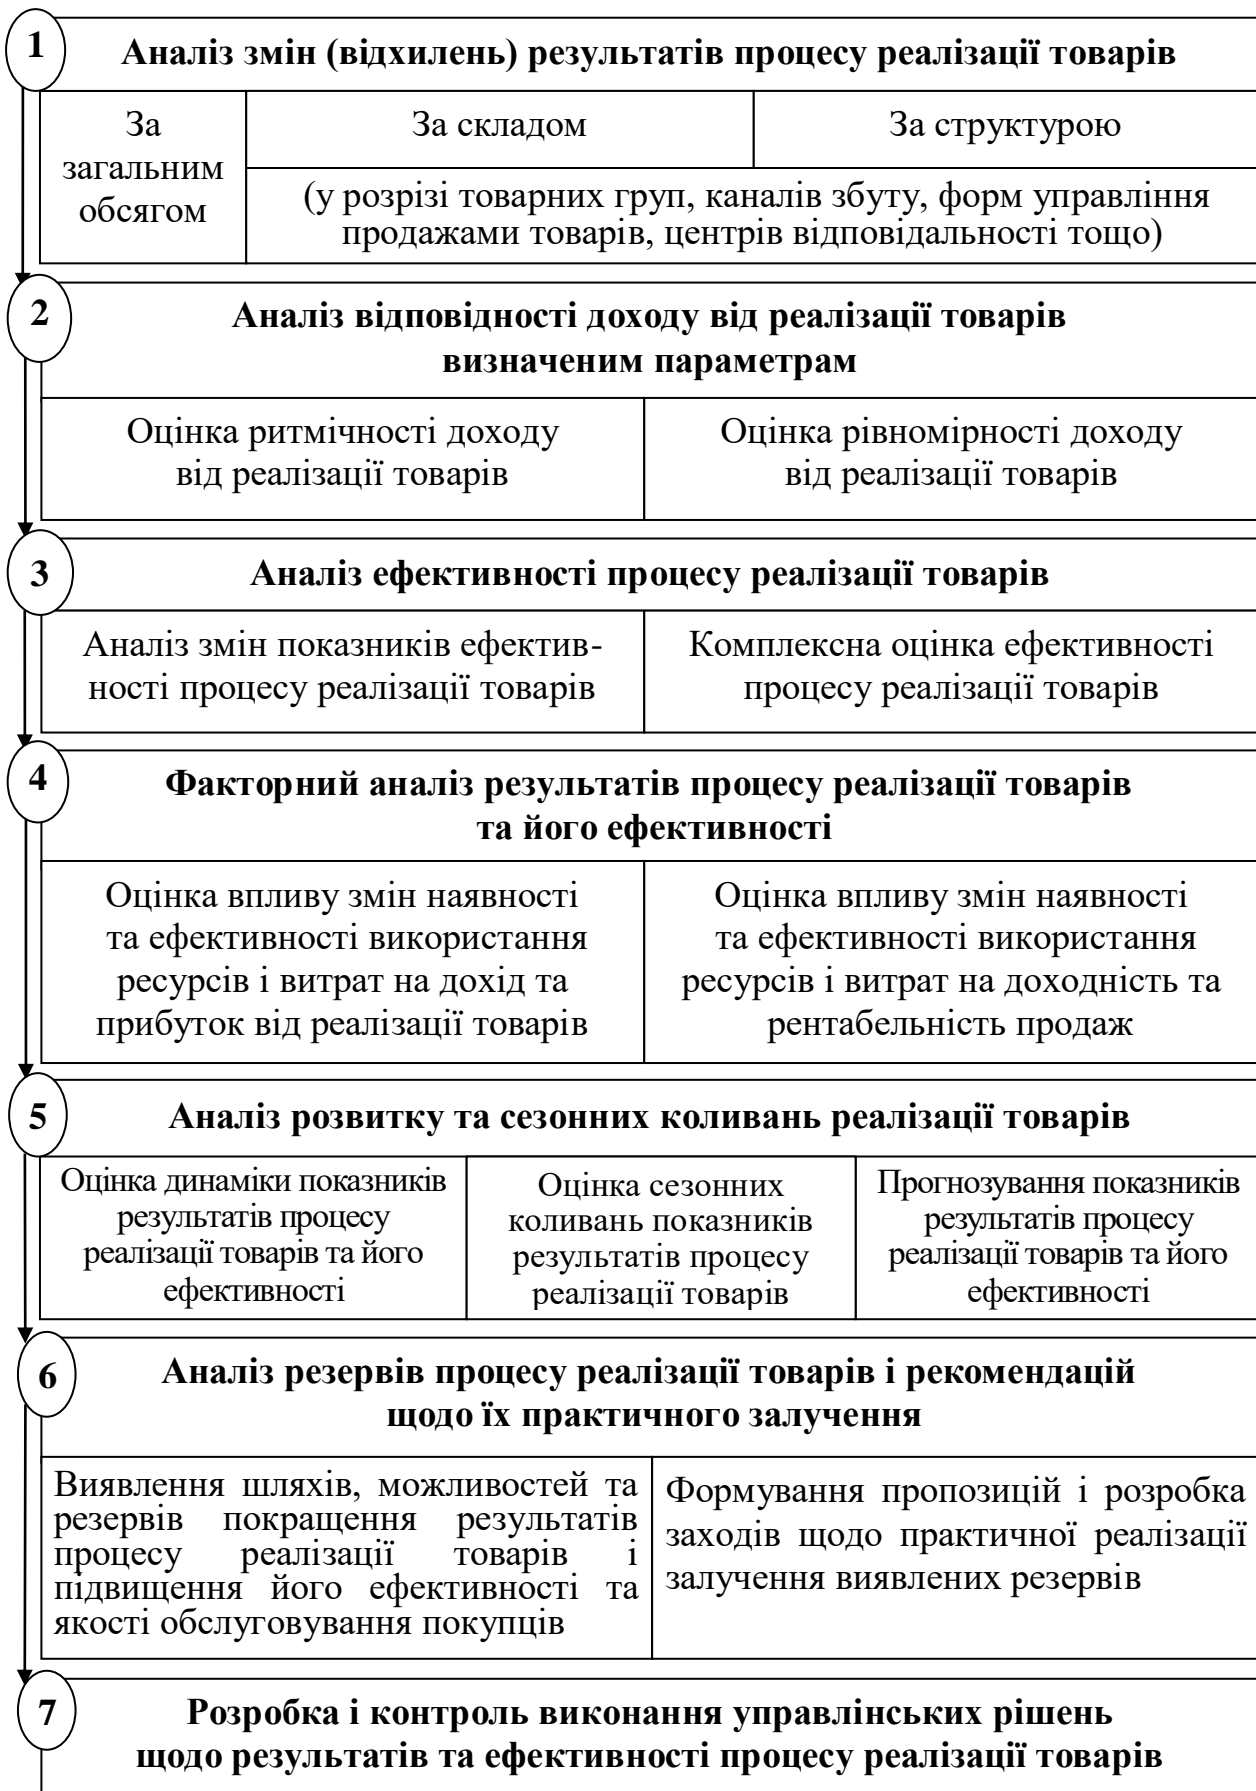 1
Аналіз змін (відхилень) результатів процесу реалізації товарів
За
загальним
обсягом
За складом
За структурою
(у розрізі товарних груп, каналів збуту, форм управління
продажами товарів, центрів відповідальності тощо)
2
Аналіз відповідності доходу від реалізації товарів
визначеним параметрам
Оцінка ритмічності доходу
від реалізації товарів
Оцінка рівномірності доходу
від реалізації товарів
3
Аналіз ефективності процесу реалізації товарів
Аналіз змін показників ефектив-
ності процесу реалізації товарів
Комплексна оцінка ефективності
процесу реалізації товарів
4
Факторний аналіз результатів процесу реалізації товарів
та його ефективності
Оцінка впливу змін наявності
та ефективності використання
ресурсів і витрат на дохід та
прибуток від реалізації товарів
Оцінка впливу змін наявності
та ефективності використання
ресурсів і витрат на доходність та
рентабельність продаж
5
Аналіз розвитку та сезонних коливань реалізації товарів
Оцінка динаміки показників
результатів процесу
реалізації товарів та його
ефективності
Оцінка сезонних
коливань показників
результатів процесу
реалізації товарів
Прогнозування показників
результатів процесу
реалізації товарів та його
ефективності
6
Аналіз резервів процесу реалізації товарів і рекомендацій
щодо їх практичного залучення
Виявлення шляхів, можливостей та
резервів покращення результатів
процесу реалізації товарів і
підвищення його ефективності та
якості обслуговування покупців
Формування пропозицій і розробка
заходів щодо практичної реалізації
залучення виявлених резервів
7
Розробка і контроль виконання управлінських рішень
щодо результатів та ефективності процесу реалізації товарів